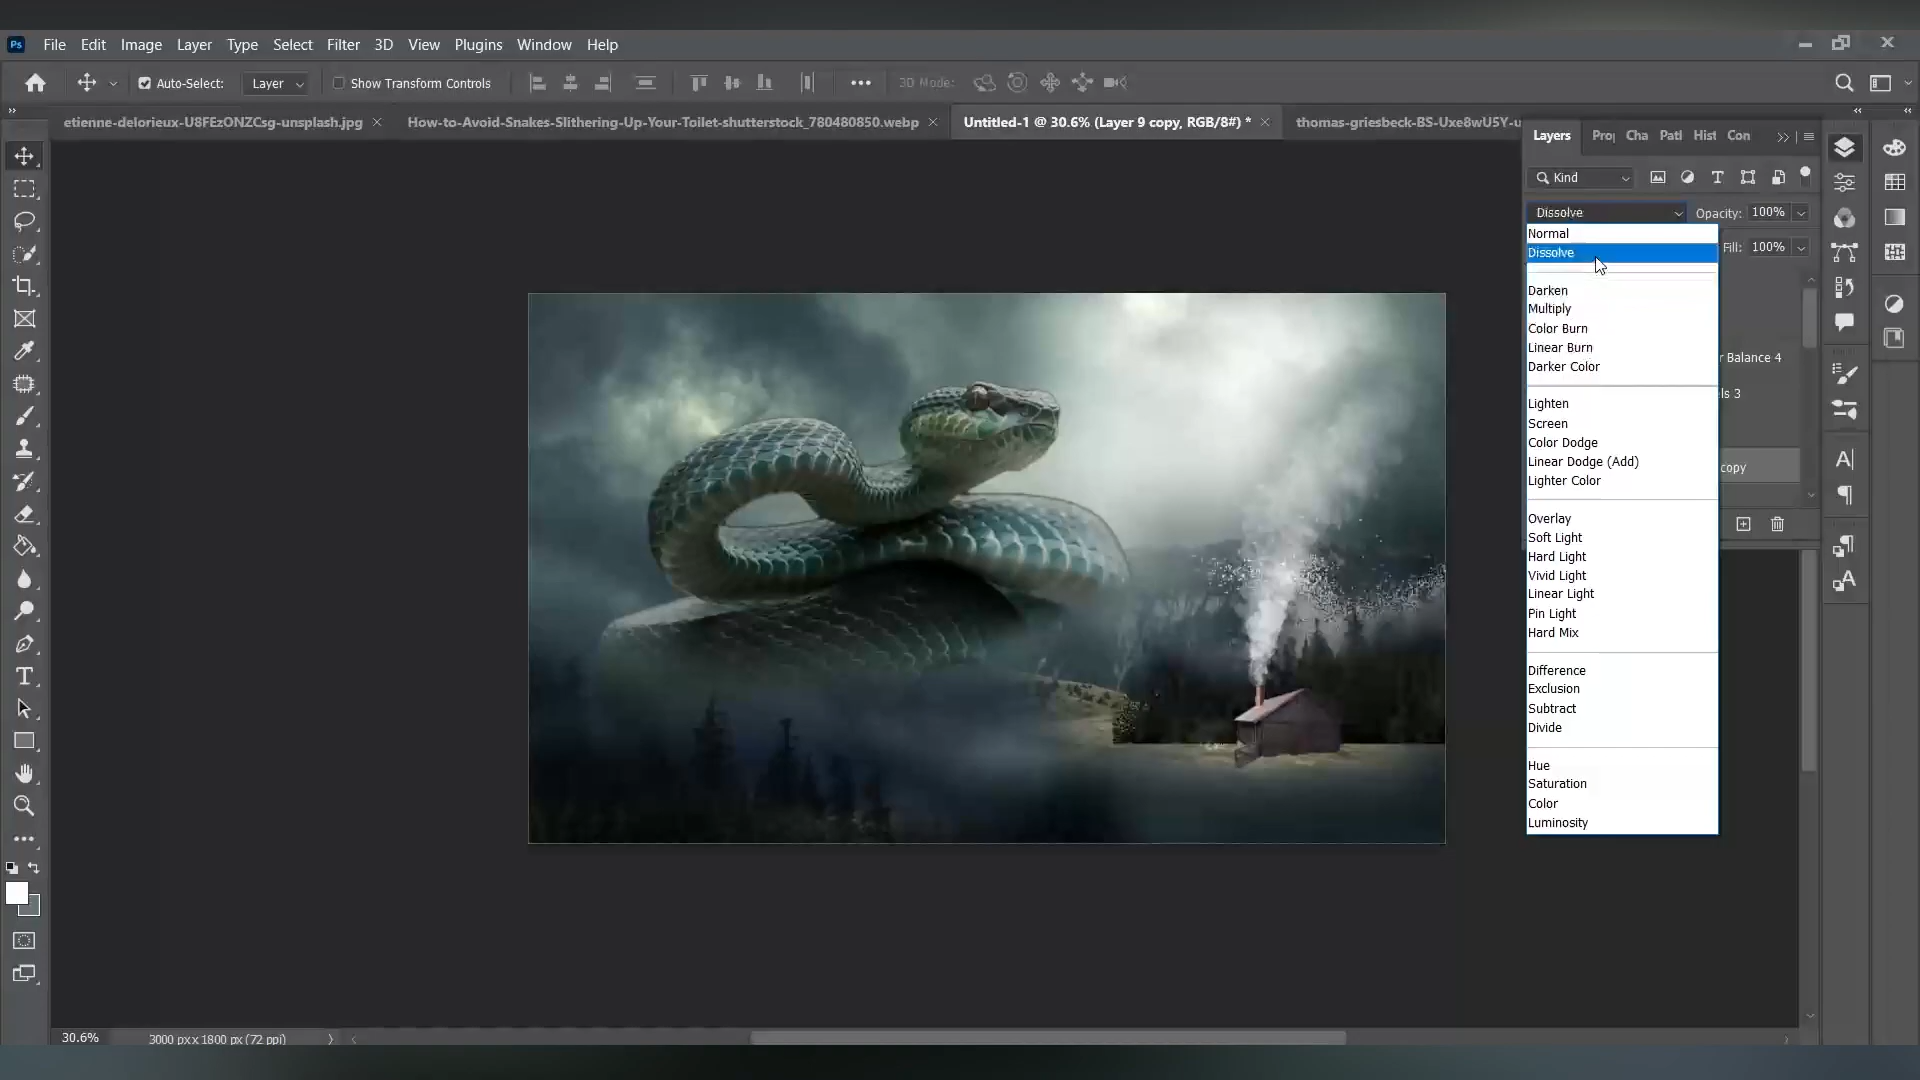 Ps File Edit Image Layer Type Select Filter 3D View Plugins Window Help
Auto-Select: Layer Show Transform Controls 3D Mode:
etienne-delorieux-U8FEzONZCsg-unsplash.jpg × How-to-Avoid-Snakes-Slithering-Up-Your-Toilet-shutterstock_780480850.webp × Untitled-1 @ 30.6% (Layer 9 copy, RGB/8#) * × thomas-griesbeck-BS-Uxe8wU5Y-u
Layers Proj Cha Patl Hist Con
Kind
Dissolve Opacity: 100%
Normal
Fill: 100%
Dissolve
Darken
Multiply
Color Burn
Linear Burn
r Balance 4
Darker Color
els 3
Lighten
Screen
Color Dodge
Linear Dodge (Add)
copy
Lighter Color
Overlay
Soft Light
Hard Light
Vivid Light
Linear Light
Pin Light
Hard Mix
Difference
Exclusion
Subtract
Divide
Hue
Saturation
Color
Luminosity
30.6% 3000 px x 1800 px (72 ppi)